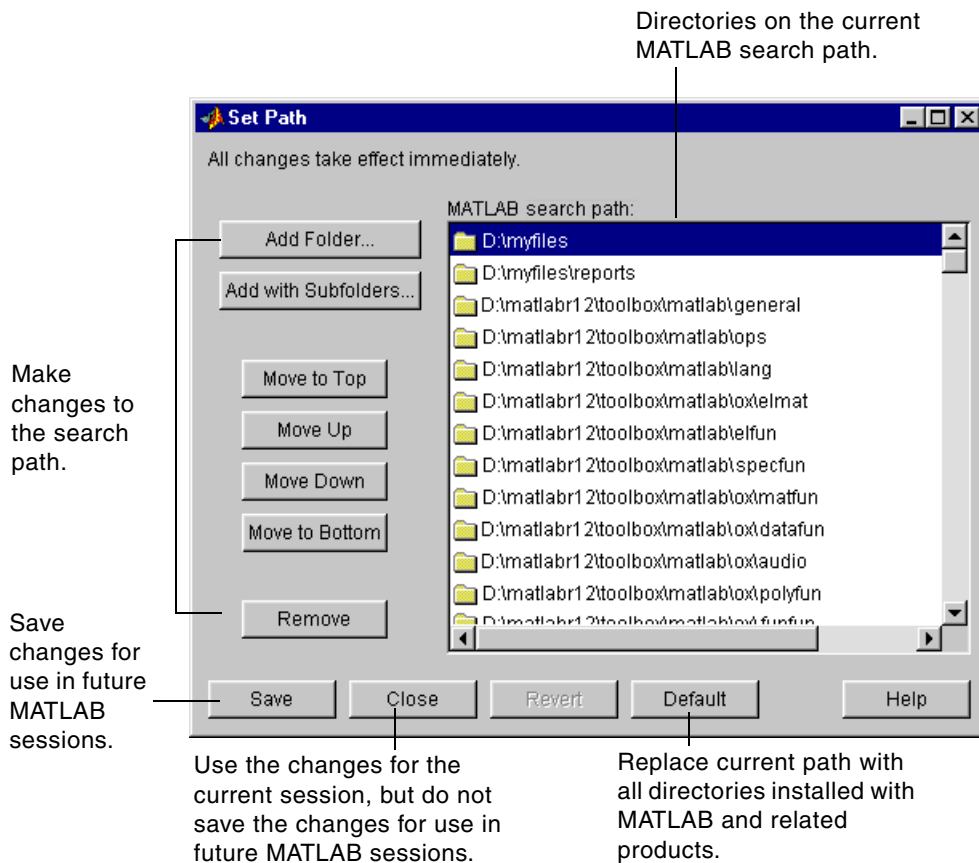 Directories on the current
MATLAB search path.
Set Path
All changes take effect immediately.
MATLAB search path:
Add Folder...
Add with Subfolders...
Move to Top
Move Up
Move Down
Move to Bottom
Remove
D:\myfiles
D:\myfiles\reports
D:\matlabr12\toolbox\matlab\general
D:\matlabr12\toolbox\matlab\ops
D:\matlabr12\toolbox\matlab\lang
D:\matlabr12\toolbox\matlab\ox\elmat
D:\matlabr12\toolbox\matlab\elfun
D:\matlabr12\toolbox\matlab\specfun
D:\matlabr12\toolbox\matlab\ox\matfun
D:\matlabr12\toolbox\matlab\ox\datafun
D:\matlabr12\toolbox\matlab\ox\audio
D:\matlabr12\toolbox\matlab\ox\polyfun
D:\matlabr12\toolbox\matlab\ox\funfun
Make
changes to
the search
path.
Save
changes for
use in future
MATLAB
sessions.
Save
Close
Revert
Default
Help
Use the changes for the
current session, but do not
save the changes for use in
future MATLAB sessions.
Replace current path with
all directories installed with
MATLAB and related
products.